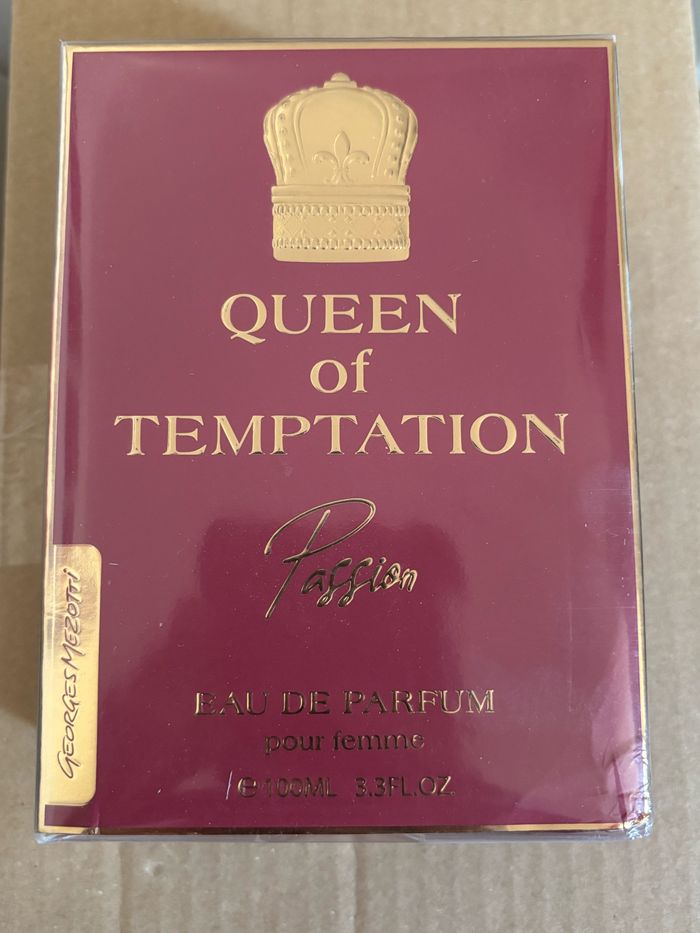 QUEEN
of
TEMPTATION
Passion
GEORGES MEZOTTI
EAU DE PARFUM
pour femme
℮ 100ML 3.3FL.OZ.